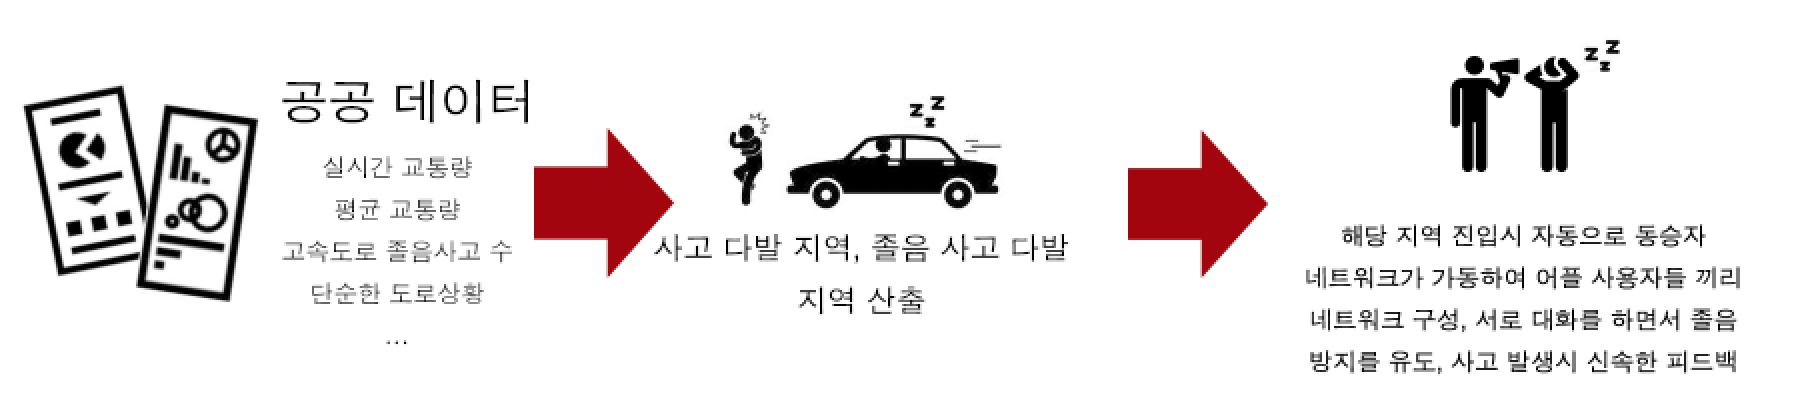 공공 데이터
실시간 교통량
평균 교통량
고속도로 졸음사고 수
단순한 도로상황
...
사고 다발 지역, 졸음 사고 다발
지역 산출
z z z
z z z
해당 지역 진입시 자동으로 동승자
네트워크가 가동하여 어플 사용자들 끼리
네트워크 구성, 서로 대화를 하면서 졸음
방지를 유도, 사고 발생시 신속한 피드백